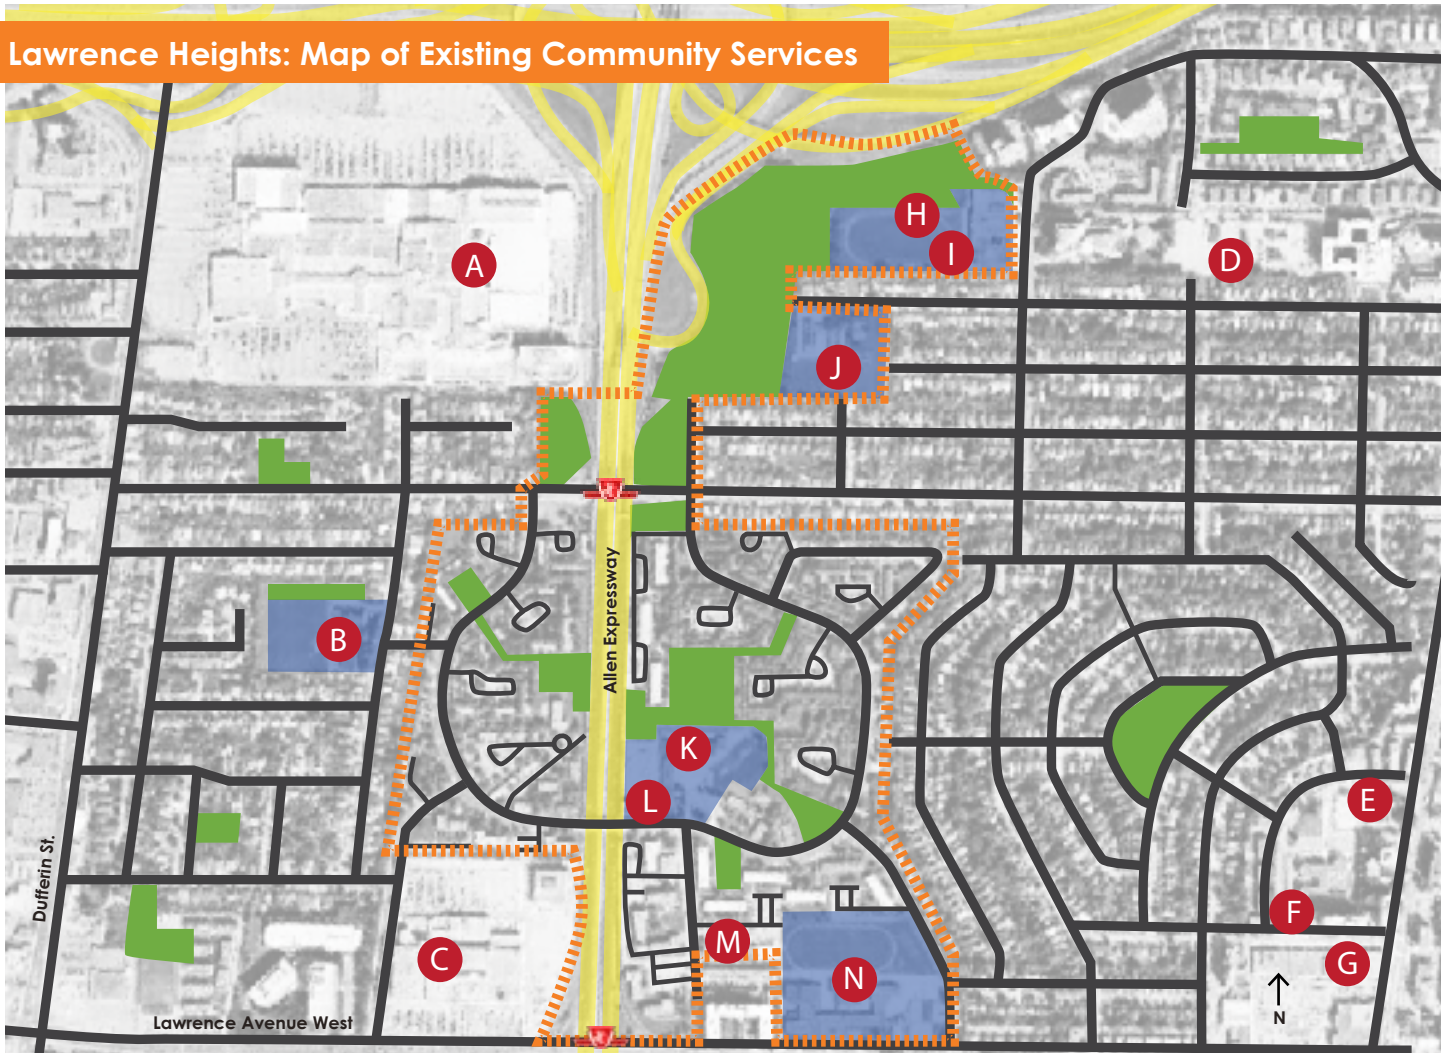 Lawrence Heights: Map of Existing Community Services
A
H
I
D
J
B
Allen Expressway
K
L
E
Dufferin St.
F
M
C
N
G
N
Lawrence Avenue West